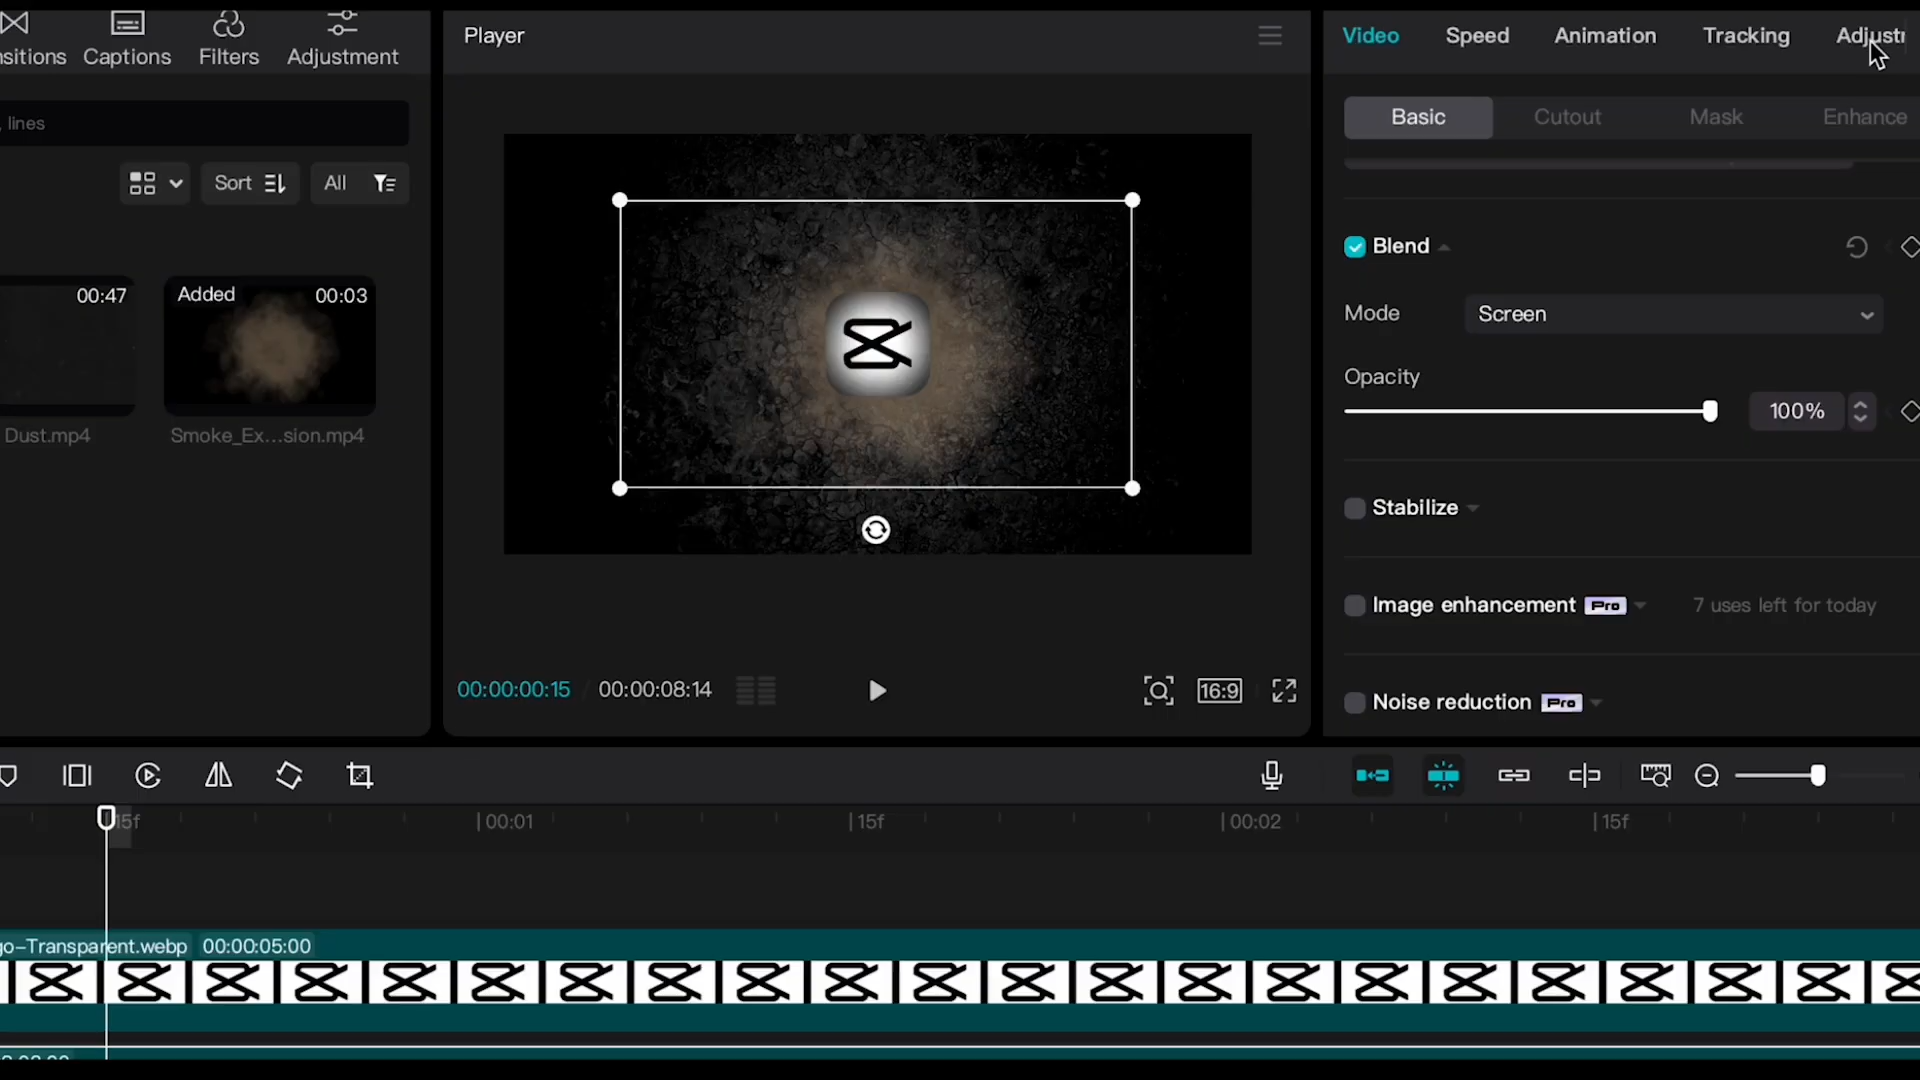 nsitions
Captions
Filters
Adjustment
, lines
Sort
All
00:47
Dust.mp4
Added
00:03
Smoke_Ex...sion.mp4
Player
00:00:00:15 / 00:00:08:14
16:9
Video
Speed
Animation
Tracking
Adjustr
Basic
Cutout
Mask
Enhance
Blend
Mode
Screen
Opacity
100%
Stabilize
Image enhancement Pro
7 uses left for today
Noise reduction Pro
15f
00:01
15f
00:02
15f
go-Transparent.webp 00:00:05:00